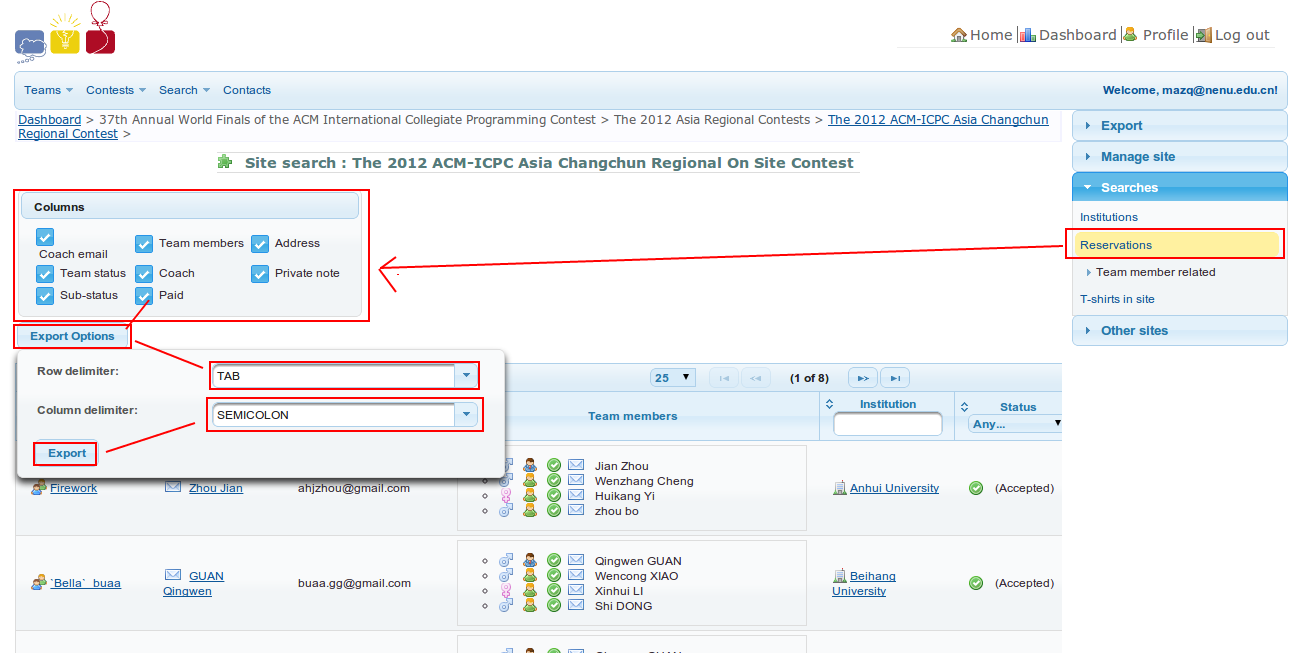 Home Dashboard Profile Log out
Teams Contests Search Contacts Welcome, mazq@nenu.edu.cn!
Dashboard > 37th Annual World Finals of the ACM International Collegiate Programming Contest > The 2012 Asia Regional Contests > The 2012 ACM-ICPC Asia Changchun
Regional Contest >
Site search : The 2012 ACM-ICPC Asia Changchun Regional On Site Contest
Export
Manage site
Searches
Institutions
Reservations
Team member related
T-shirts in site
Other sites
Columns
Coach email
Team members
Address
Team status
Coach
Private note
Sub-status
Paid
Export Options
Row delimiter:
TAB
Column delimiter:
SEMICOLON
Export
25
(1 of 8)
Team members
Institution
Status
Any...
Firework
Zhou Jian
ahjzhou@gmail.com
Jian Zhou
Wenzhang Cheng
Huikang Yi
zhou bo
Anhui University
(Accepted)
`Bella`_buaa
GUAN
Qingwen
buaa.gg@gmail.com
Qingwen GUAN
Wencong XIAO
Xinhui LI
Shi DONG
Beihang
University
(Accepted)